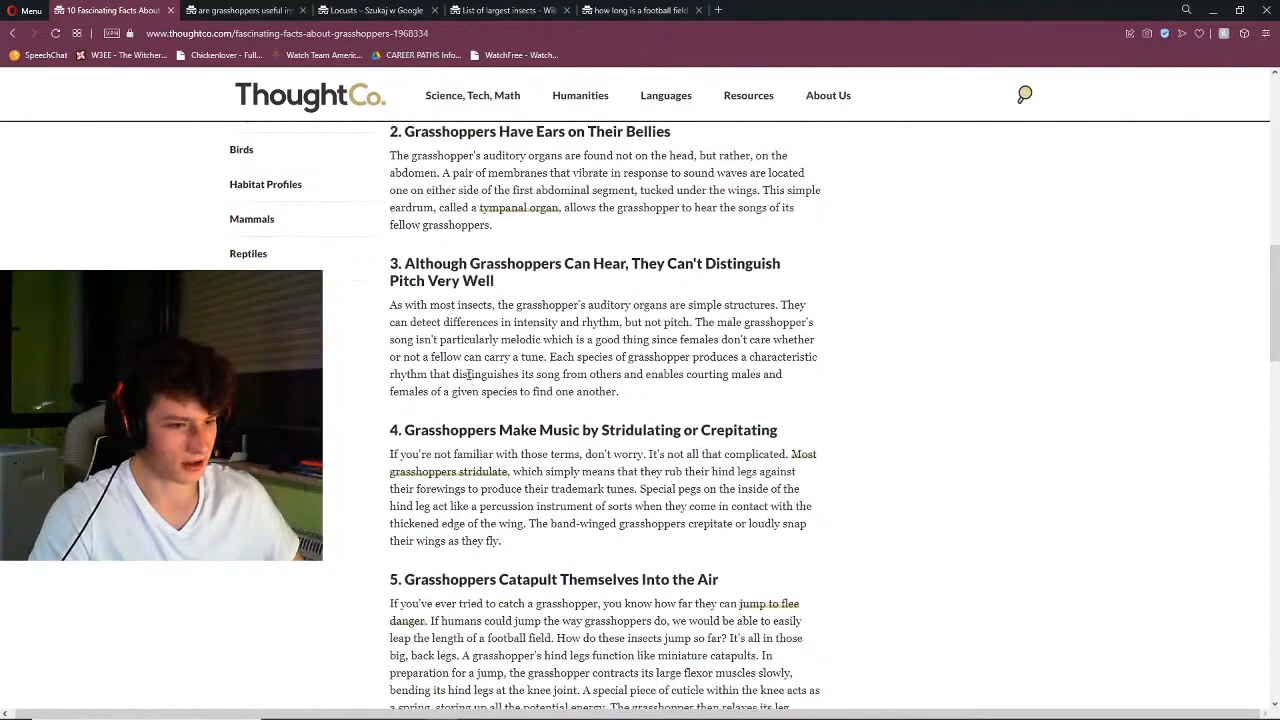 Menu
10 Fascinating Facts About
are grasshoppers useful in
Locusts – Szukaj w Google
List of largest insects - Wik
how long is a football field
VPN
www.thoughtco.com/fascinating-facts-about-grasshoppers-1968334
SpeechChat
W3EE - The Witcher...
Chickenlover - Full...
Watch Team Americ...
CAREER PATHs Info...
WatchFree - Watch...
ThoughtCo.
Science, Tech, Math
Humanities
Languages
Resources
About Us
Birds
Habitat Profiles
Mammals
Reptiles
2. Grasshoppers Have Ears on Their Bellies
The grasshopper's auditory organs are found not on the head, but rather, on the
abdomen. A pair of membranes that vibrate in response to sound waves are located
one on either side of the first abdominal segment, tucked under the wings. This simple
eardrum, called a tympanal organ, allows the grasshopper to hear the songs of its
fellow grasshoppers.
3. Although Grasshoppers Can Hear, They Can't Distinguish
Pitch Very Well
As with most insects, the grasshopper's auditory organs are simple structures. They
can detect differences in intensity and rhythm, but not pitch. The male grasshopper's
song isn't particularly melodic which is a good thing since females don't care whether
or not a fellow can carry a tune. Each species of grasshopper produces a characteristic
rhythm that distinguishes its song from others and enables courting males and
females of a given species to find one another.
4. Grasshoppers Make Music by Stridulating or Crepitating
If you're not familiar with those terms, don't worry. It's not all that complicated. Most
grasshoppers stridulate, which simply means that they rub their hind legs against
their forewings to produce their trademark tunes. Special pegs on the inside of the
hind leg act like a percussion instrument of sorts when they come in contact with the
thickened edge of the wing. The band-winged grasshoppers crepitate or loudly snap
their wings as they fly.
5. Grasshoppers Catapult Themselves Into the Air
If you've ever tried to catch a grasshopper, you know how far they can jump to flee
danger. If humans could jump the way grasshoppers do, we would be able to easily
leap the length of a football field. How do these insects jump so far? It's all in those
big, back legs. A grasshopper's hind legs function like miniature catapults. In
preparation for a jump, the grasshopper contracts its large flexor muscles slowly,
bending its hind legs at the knee joint. A special piece of cuticle within the knee acts as
a spring, storing up all the potential energy. The grasshopper then relaxes its leg